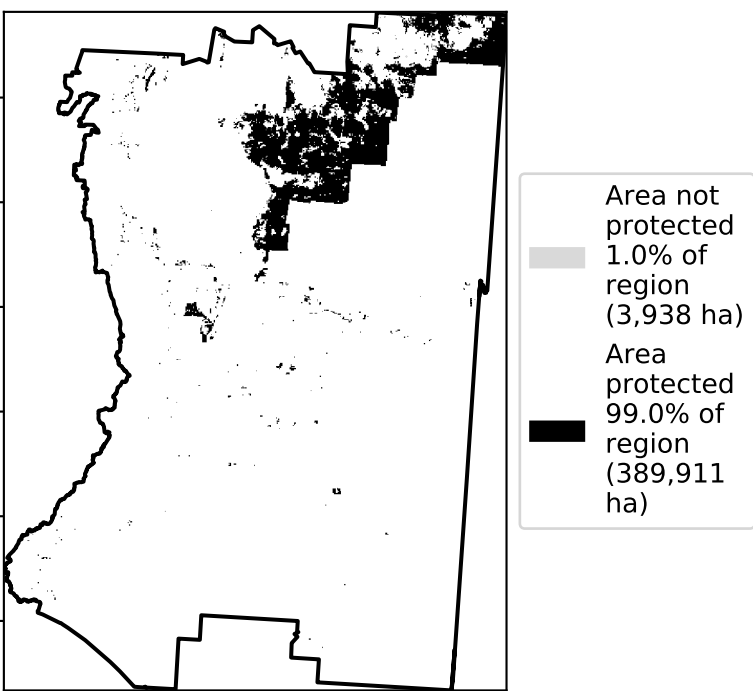 Area not
protected
1.0% of
region
(3,938 ha)
Area
protected
99.0% of
region
(389,911
ha)